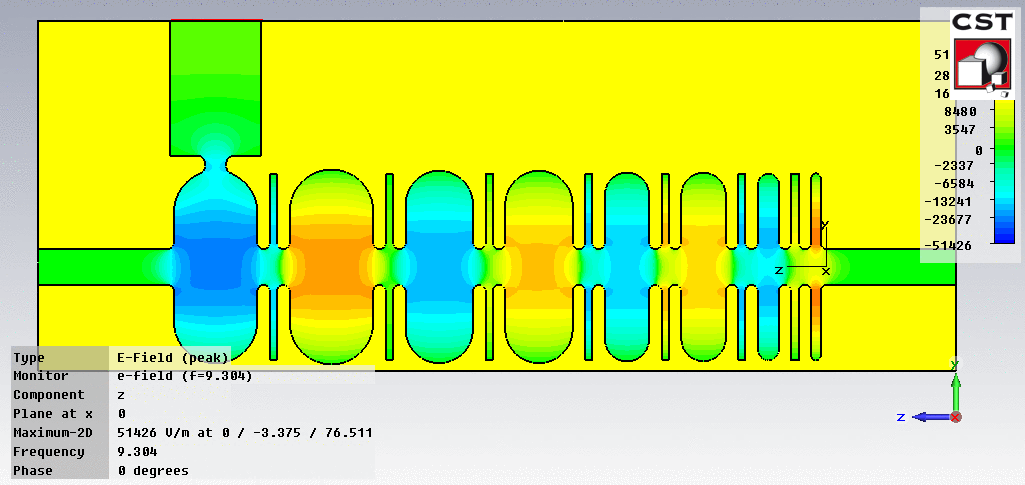 CST
51
28
16
8480
3547
0
-2337
-6584
-13241
-23677
-51426
y
z
x
Type E-Field (peak)
Monitor e-field (f=9.304)
Component z
Plane at x 0
Maximum-2D 51426 V/m at 0 / -3.375 / 76.511
Frequency 9.304
Phase 0 degrees
y
z